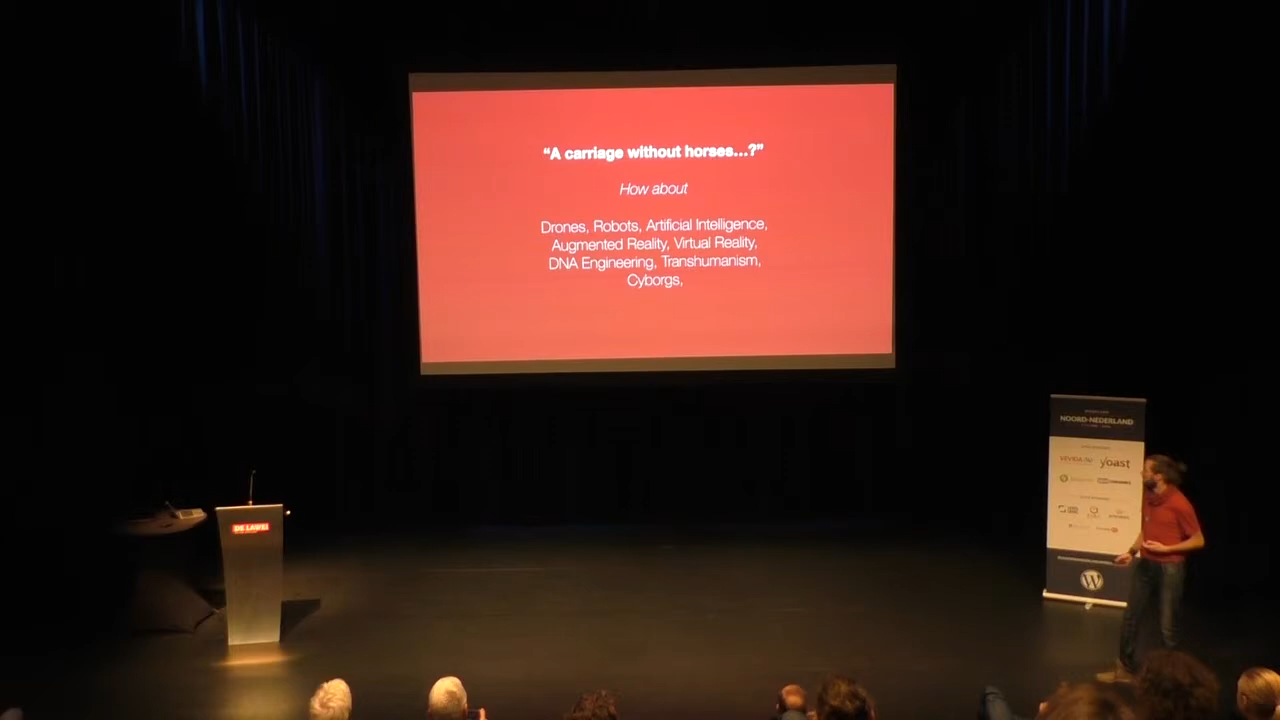 “A carriage without horses...?”
How about
Drones, Robots, Artificial Intelligence,
Augmented Reality, Virtual Reality,
DNA Engineering, Transhumanism,
Cyborgs,
DE LAWEI
NOORD-NEDERLAND
yoast